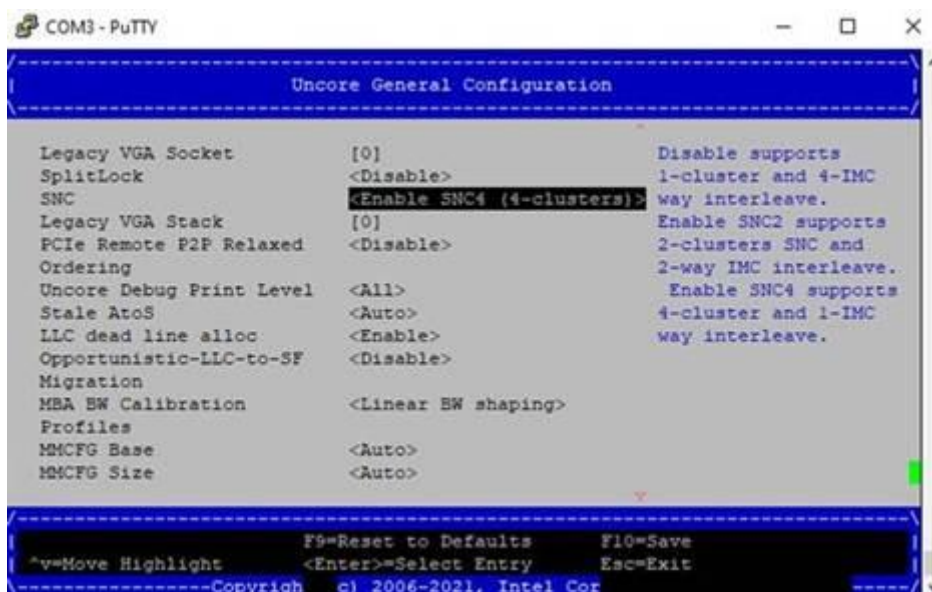 COM3 - PuTTY
Uncore General Configuration
Legacy VGA Socket [0] Disable supports
SplitLock <Disable> 1-cluster and 4-IMC
SNC <Enable SNC4 (4-clusters)> way interleave.
Legacy VGA Stack [0] Enable SNC2 supports
PCIe Remote P2P Relaxed <Disable> 2-clusters SNC and
Ordering 2-way IMC interleave.
Uncore Debug Print Level <All> Enable SNC4 supports
Stale AtoS <Auto> 4-cluster and 1-IMC
LLC dead line alloc <Enable> way interleave.
Opportunistic-LLC-to-SF <Disable>
Migration
MBA BW Calibration <Linear BW shaping>
Profiles
MMCFG Base <Auto>
MMCFG Size <Auto>
F9=Reset to Defaults F10=Save
^v=Move Highlight <Enter>=Select Entry Esc=Exit
Copyrigh c) 2006-2021, Intel Cor